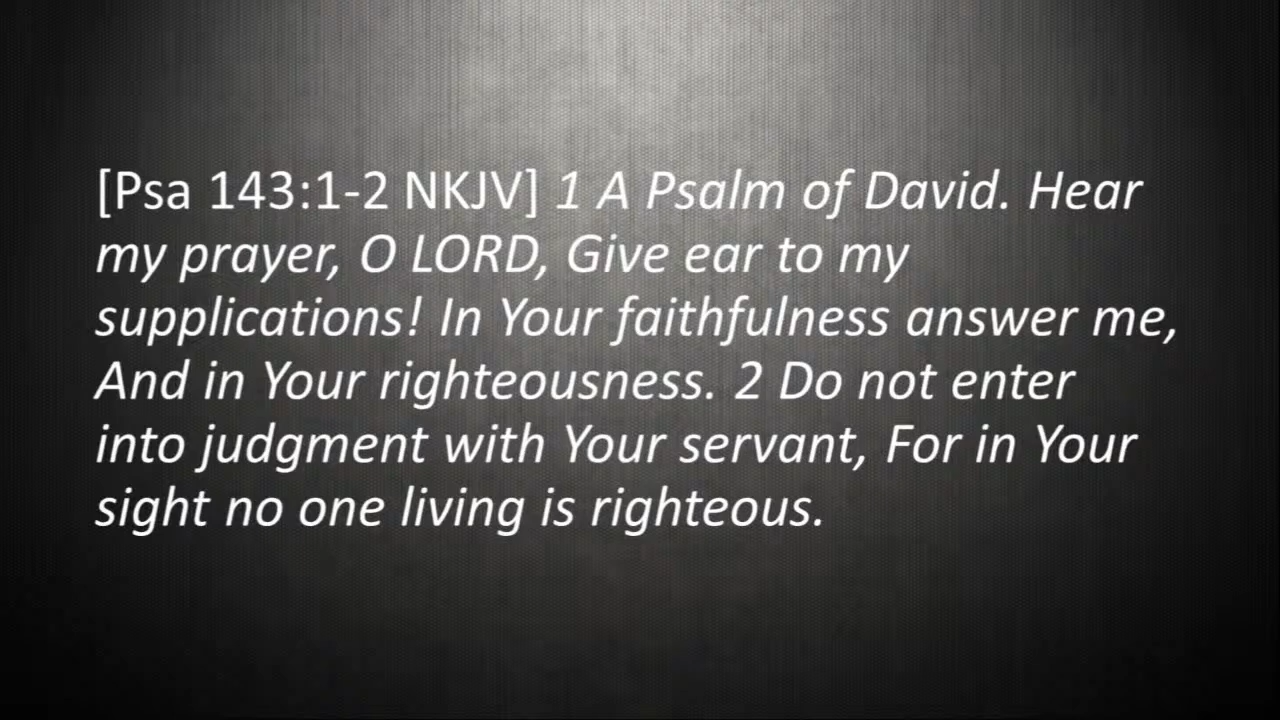 [Psa 143:1-2 NKJV] 1 A Psalm of David. Hear
my prayer, O LORD, Give ear to my
supplications! In Your faithfulness answer me,
And in Your righteousness. 2 Do not enter
into judgment with Your servant, For in Your
sight no one living is righteous.